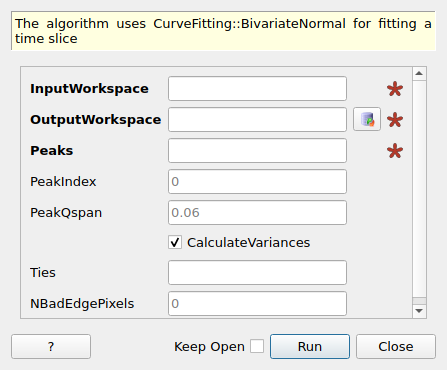 The algorithm uses CurveFitting::BivariateNormal for fitting a
time slice
InputWorkspace
OutputWorkspace
Peaks
PeakIndex 0
PeakQspan 0.06
CalculateVariances
Ties
NBadEdgePixels 0
? Keep Open Run Close